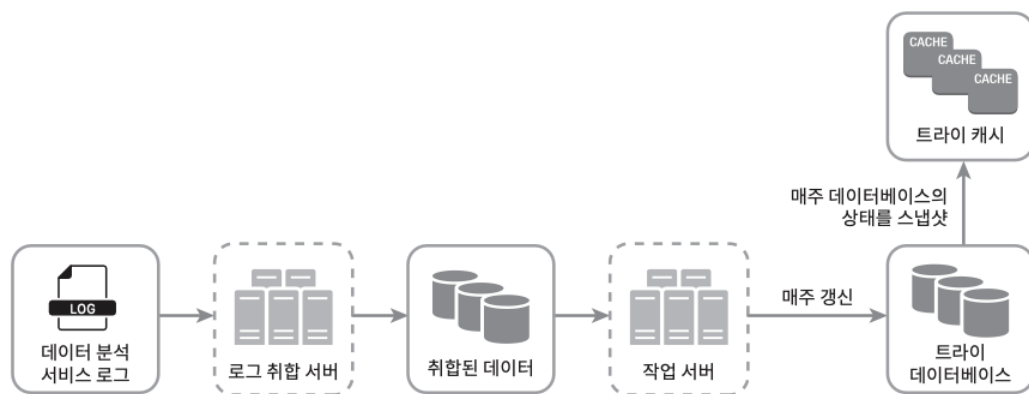 CACHE
CACHE
CACHE
트라이 캐시
매주 데이터베이스의
상태를 스냅샷
LOG
데이터 분석
서비스 로그
로그 취합 서버
취합된 데이터
작업 서버
매주 갱신
트라이
데이터베이스